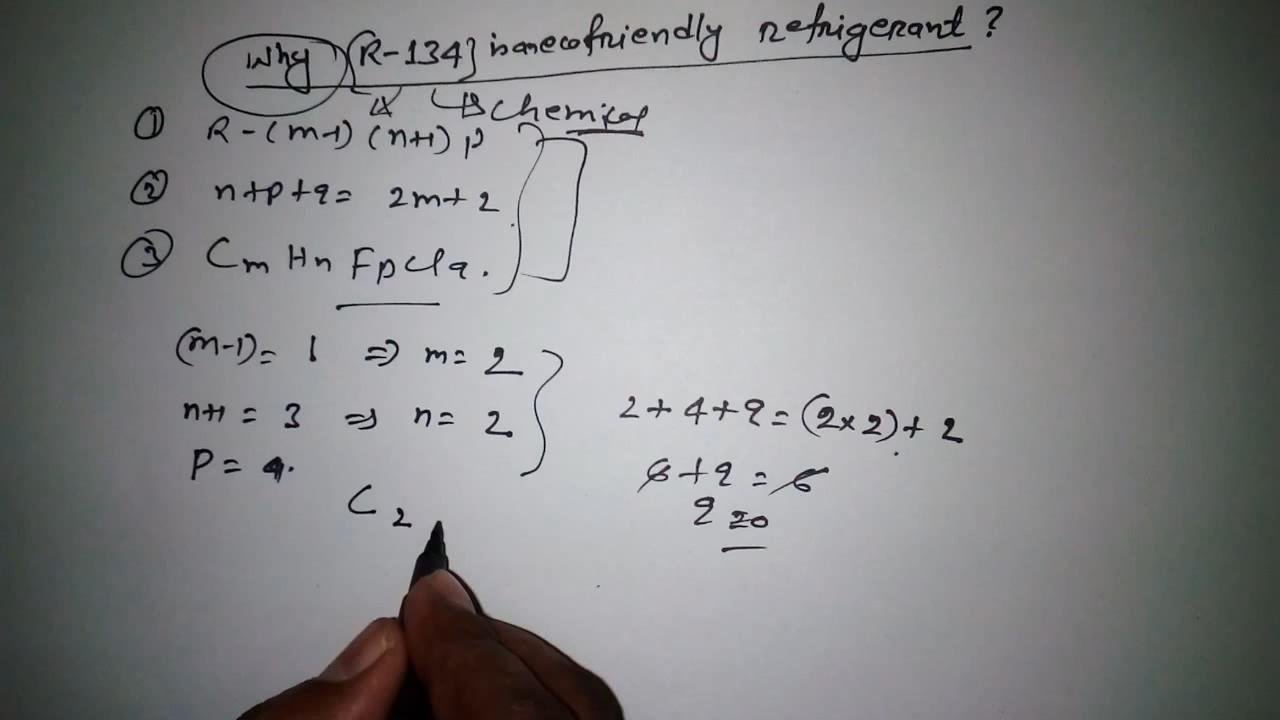 Why R-134} is an ecofriendly refrigerant ?
↳ Chemical
① R-(m-1) (n+1) P
② n+p+q = 2m+2
③ Cm Hn Fp Clq.
(m-1) = 1 ⇒ m = 2
n+1 = 3 ⇒ n = 2
P = 4.
2+4+q = (2×2)+2
6+q = 6
q = 0
C2